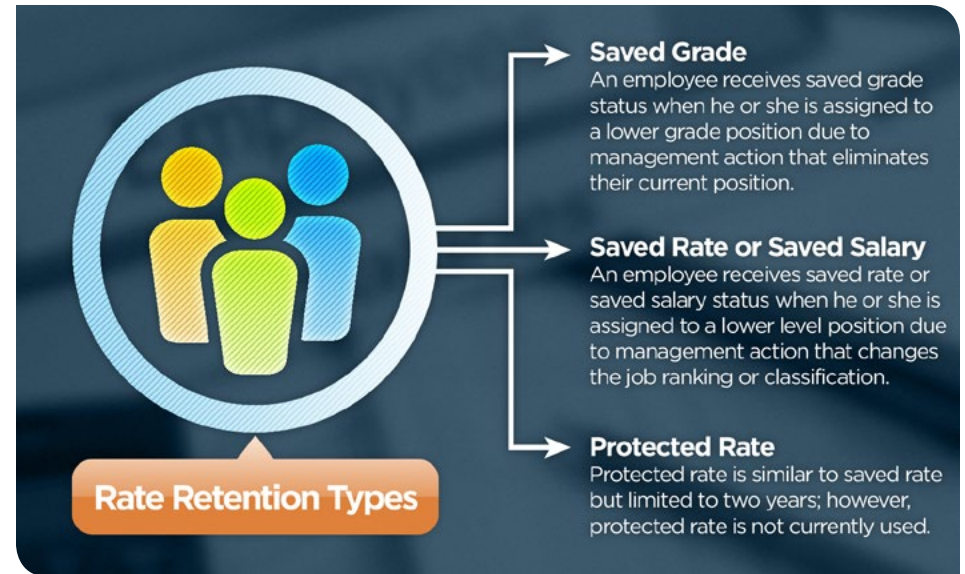 Saved Grade
An employee receives saved grade
status when he or she is assigned to
a lower grade position due to
management action that eliminates
their current position.
Saved Rate or Saved Salary
An employee receives saved rate or
saved salary status when he or she is
assigned to a lower level position due
to management action that changes
the job ranking or classification.
Protected Rate
Protected rate is similar to saved rate
but limited to two years; however,
protected rate is not currently used.
Rate Retention Types